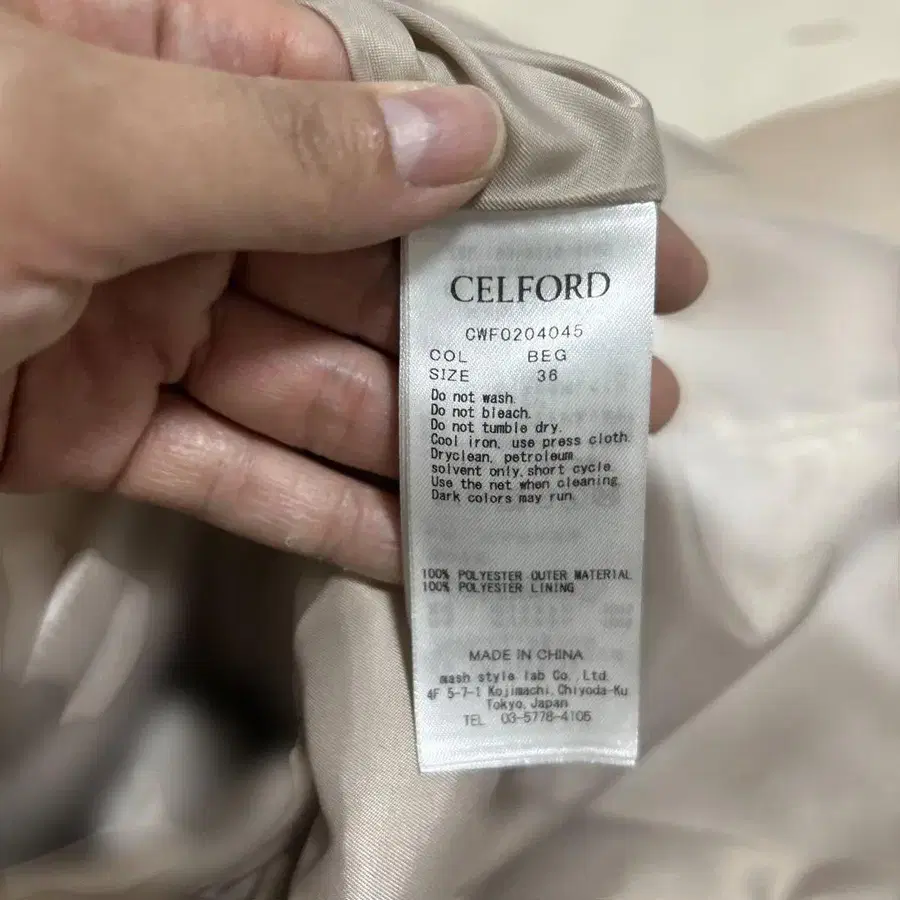 CELFORD
CWF0204045
COL BEG
SIZE 36
Do not wash.
Do not bleach.
Do not tumble dry.
Cool iron, use press cloth.
Dryclean, petroleum
solvent only, short cycle.
Use the net when cleaning.
Dark colors may run.
100% POLYESTER OUTER MATERIAL
100% POLYESTER LINING
MADE IN CHINA
mash style lab Co., Ltd.
4F 5-7-1 Kojimachi, Chiyoda-Ku
Tokyo, Japan
TEL 03-5778-4105